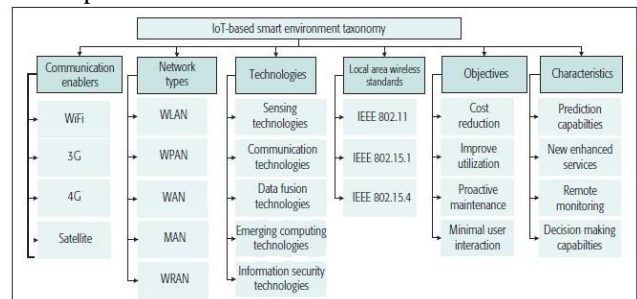 IoT-based smart environment taxonomy
Communication
enablers
WiFi
3G
4G
Satellite
Network
types
WLAN
WPAN
WAN
MAN
WRAN
Technologies
Sensing
technologies
Communication
technologies
Data fusion
technologies
Emerging computing
technologies
Information security
technologies
Local area wireless
standards
IEEE 802.11
IEEE 802.15.1
IEEE 802.15.4
Objectives
Cost
reduction
Improve
utilization
Proactive
maintenance
Minimal user
interaction
Characteristics
Prediction
capabilties
New enhanced
services
Remote
monitoring
Decision making
capabilties